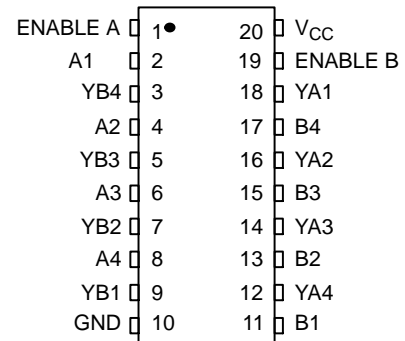 ENABLE A 1 20 VCC
A1 2 19 ENABLE B
YB4 3 18 YA1
A2 4 17 B4
YB3 5 16 YA2
A3 6 15 B3
YB2 7 14 YA3
A4 8 13 B2
YB1 9 12 YA4
GND 10 11 B1